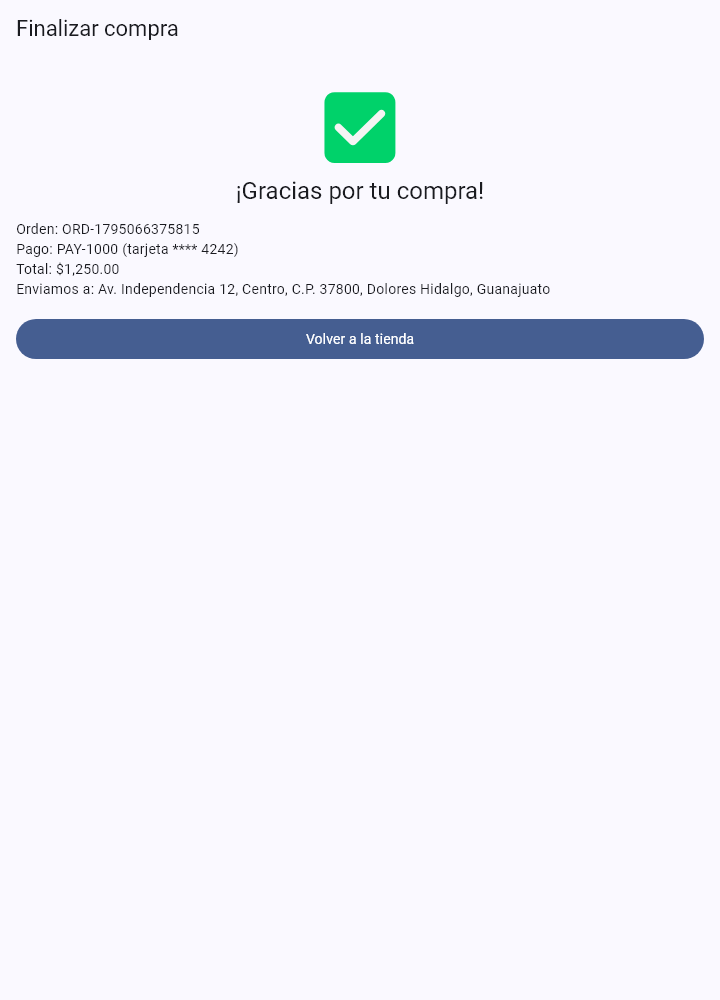 Finalizar compra
¡Gracias por tu compra!
Orden: ORD-1795066375815
Pago: PAY-1000 (tarjeta **** 4242)
Total: $1,250.00
Enviamos a: Av. Independencia 12, Centro, C.P. 37800, Dolores Hidalgo, Guanajuato
Volver a la tienda